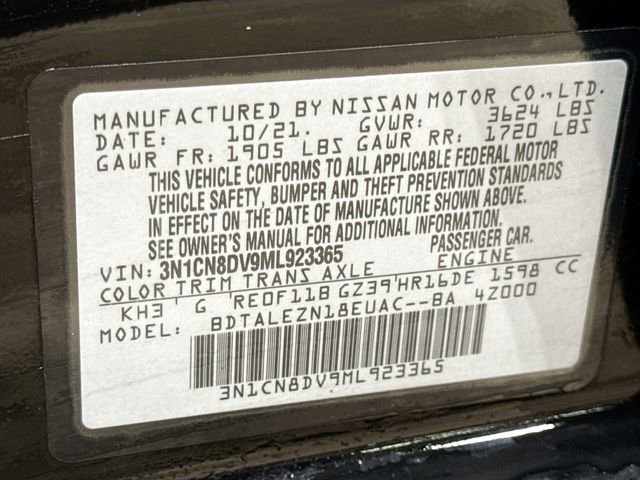 MANUFACTURED BY NISSAN MOTOR CO.,LTD.
DATE: 10/21. GVWR: 3624 LBS
GAWR FR: 1905 LBS GAWR RR: 1720 LBS
THIS VEHICLE CONFORMS TO ALL APPLICABLE FEDERAL MOTOR
VEHICLE SAFETY, BUMPER AND THEFT PREVENTION STANDARDS
IN EFFECT ON THE DATE OF MANUFACTURE SHOWN ABOVE.
SEE OWNER'S MANUAL FOR ADDITIONAL INFORMATION.
VIN: 3N1CN8DV9ML923365 PASSENGER CAR.
COLOR TRIM TRANS AXLE ENGINE
KH3 ' G 'RE0F11B GZ39'HR16DE 1598 CC
MODEL: BDTALEZN18EUAC--BA 4Z000
3N1CN8DV9ML923365